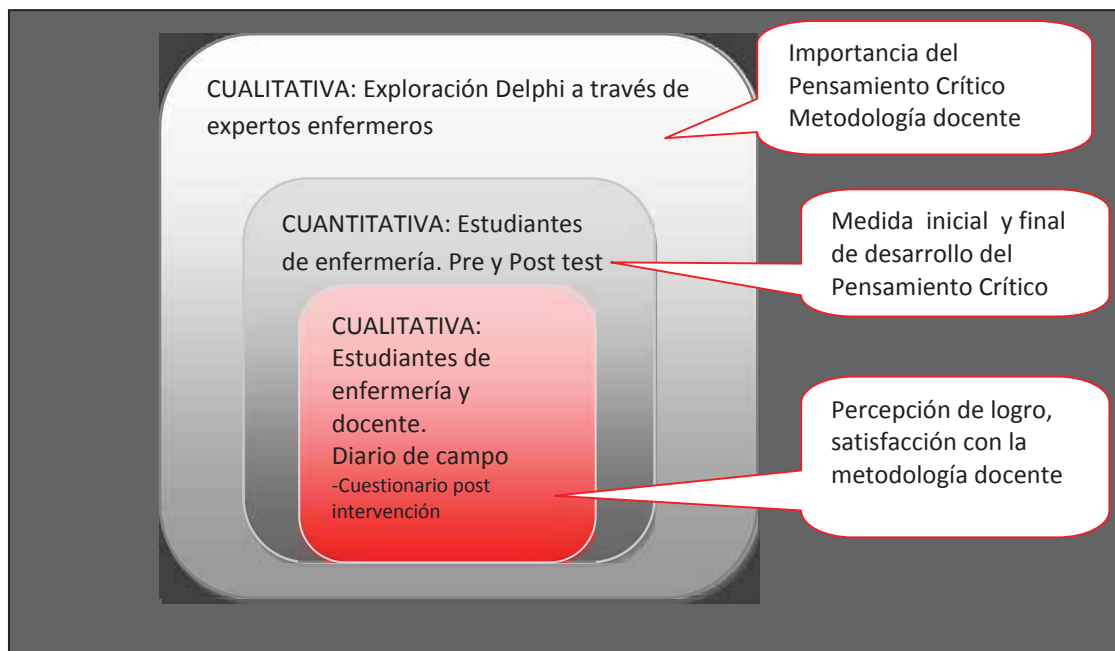 CUALITATIVA: Exploración Delphi a través de
expertos enfermeros
Importancia del
Pensamiento Crítico
Metodología docente
CUANTITATIVA: Estudiantes
de enfermería. Pre y Post test
Medida inicial y final
de desarrollo del
Pensamiento Crítico
CUALITATIVA:
Estudiantes de
enfermería y
docente.
Diario de campo
-Cuestionario post
intervención
Percepción de logro,
satisfacción con la
metodología docente